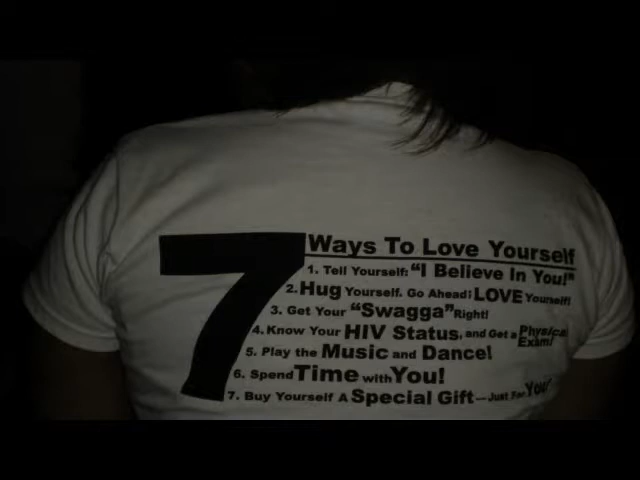 7 Ways To Love Yourself
1. Tell Yourself: "I Believe In You!"
2. Hug Yourself. Go Ahead; LOVE Yourself!
3. Get Your "Swagga" Right!
4. Know Your HIV Status, and Get a Physical Exam!
5. Play the Music and Dance!
6. Spend Time with You!
7. Buy Yourself A Special Gift—Just For You!